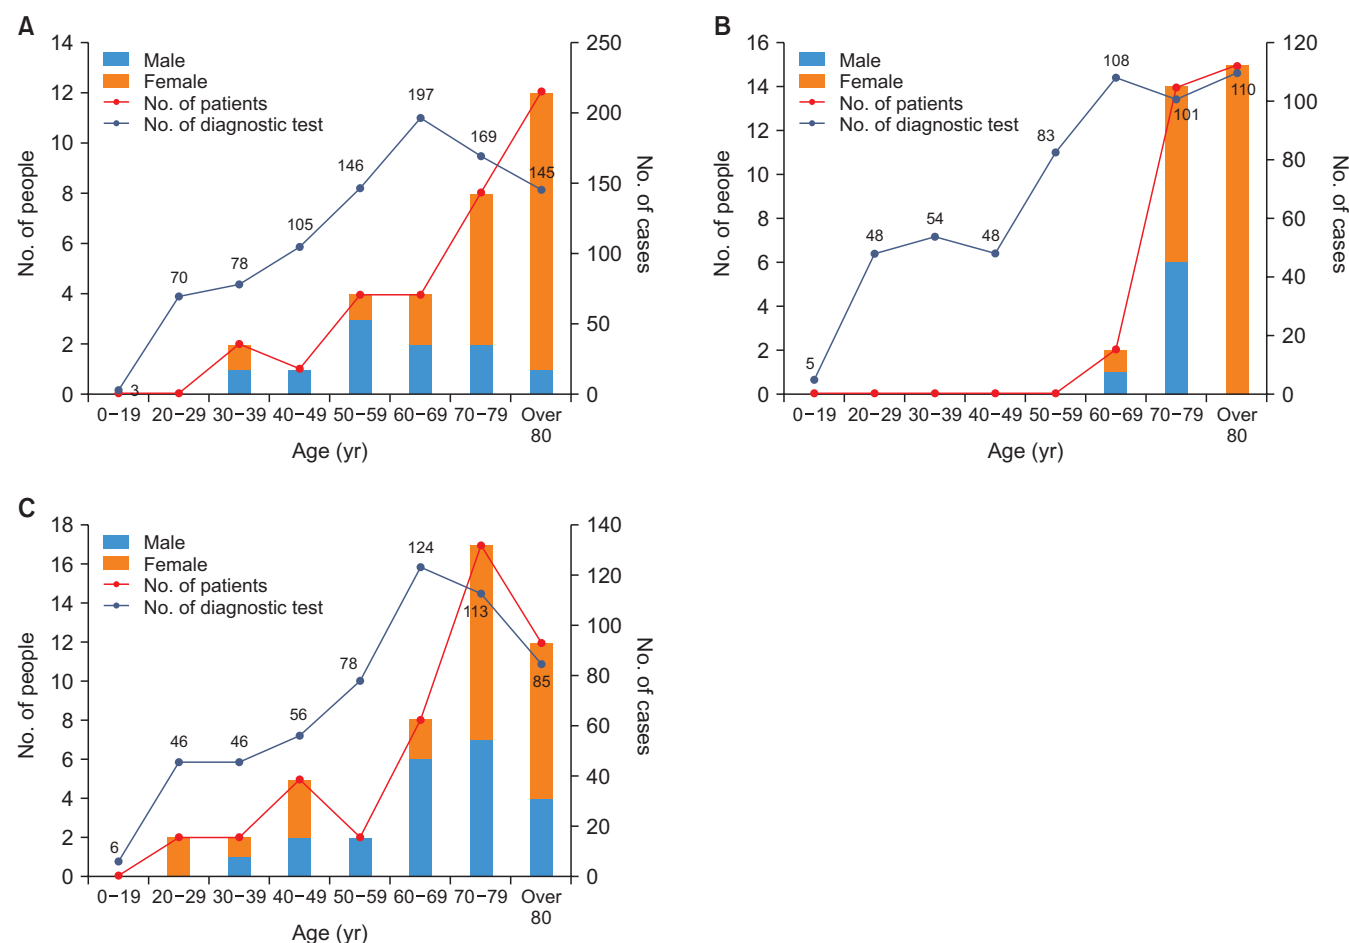 A
14
12
10
8
6
4
2
0
No. of people
250
200
150
100
50
0
No. of cases
Male
Female
No. of patients
No. of diagnostic test
3
70
78
105
146
197
169
145
0−19 20−29 30−39 40−49 50−59 60−69 70−79 Over
80
Age (yr)
B
16
14
12
10
8
6
4
2
0
No. of people
120
100
80
60
40
20
0
No. of cases
Male
Female
No. of patients
No. of diagnostic test
5
48
54
48
83
108
101
110
0−19 20−29 30−39 40−49 50−59 60−69 70−79 Over
80
Age (yr)
C
18
16
14
12
10
8
6
4
2
0
No. of people
140
120
100
80
60
40
20
0
No. of cases
Male
Female
No. of patients
No. of diagnostic test
6
46
46
56
78
124
113
85
0−19 20−29 30−39 40−49 50−59 60−69 70−79 Over
80
Age (yr)